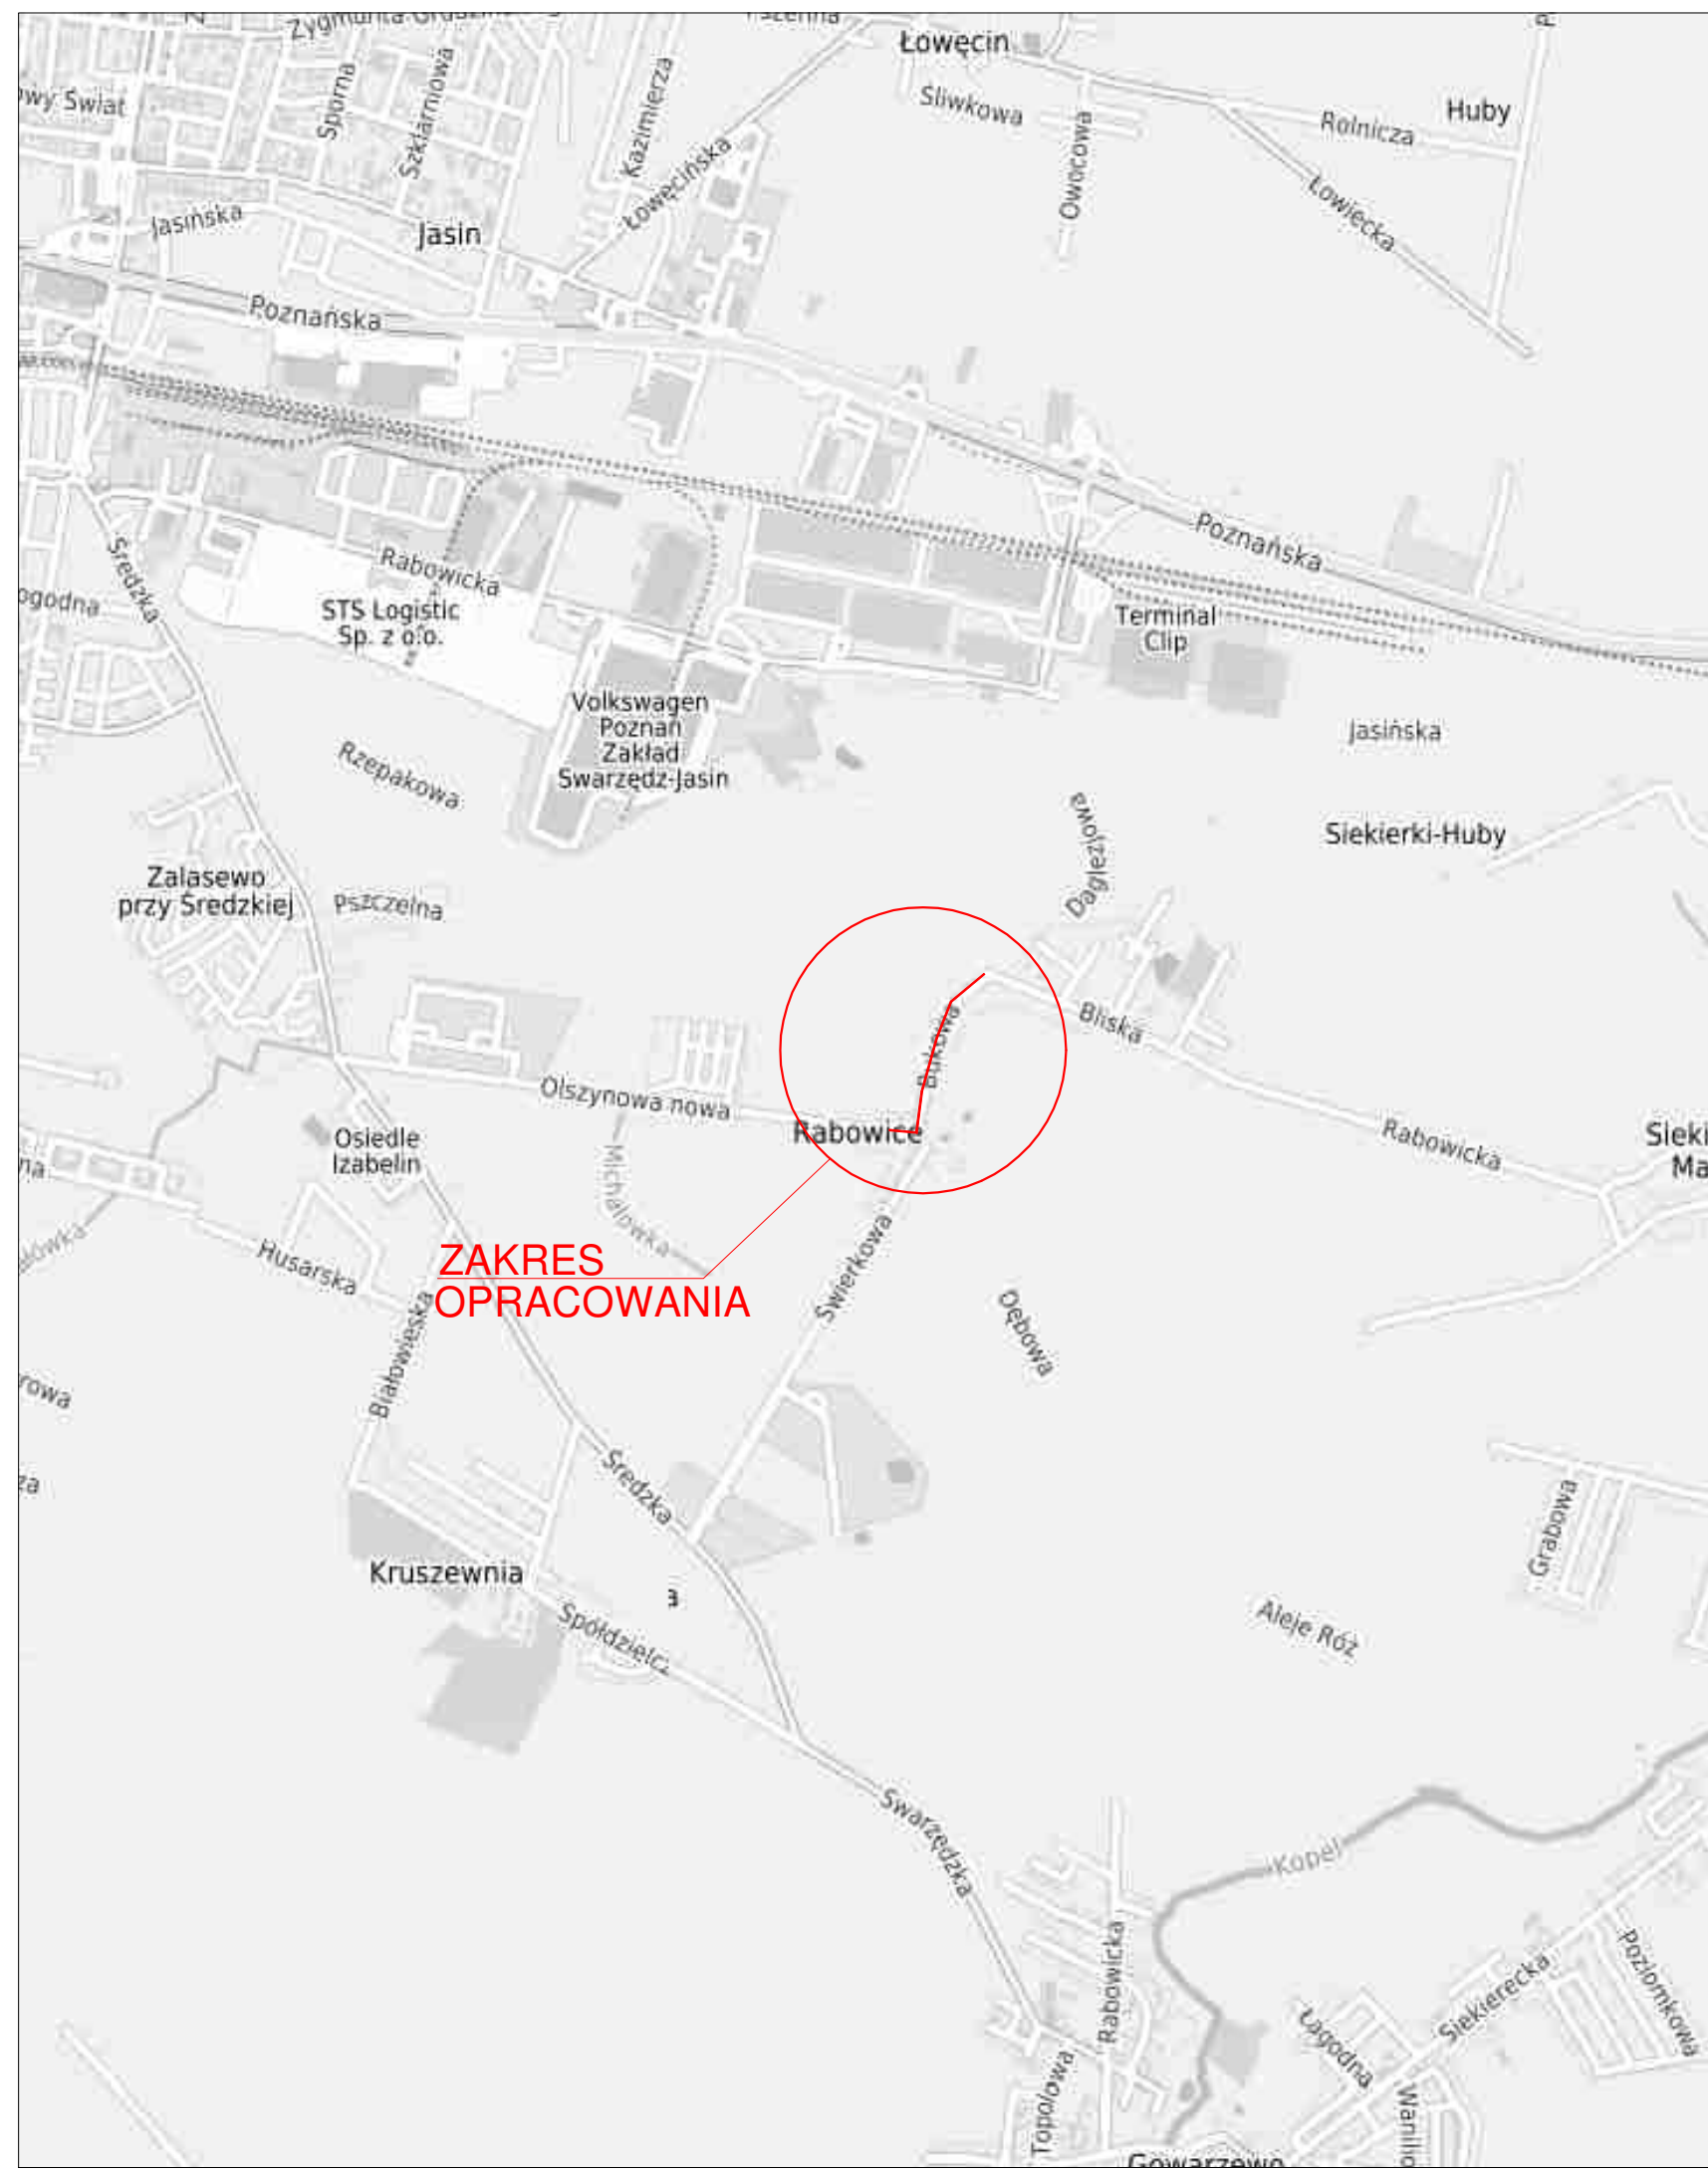 Łowęcin
Śliwkowa
Owocowa
Rolnicza
Huby
Łowiecka
Sporna
Szklarniowa
Kazimierza
Łowęcińska
Jasińska
Jasin
Poznańska
Poznańska
Średzka
Rabowicka
STS Logistic
Sp. z o.o.
Terminal
Clip
Volkswagen
Poznań
Zakład
Swarzędz-Jasin
Jasińska
Rzepakowa
Daglezjowa
Siekierki-Huby
Zalasewo
przy Średzkiej
Pszczelna
Bukowa
Bliska
Olszynowa nowa
Rabowice
Rabowicka
Osiedle
Izabelin
Michałówka
Husarska
Świerkowa
ZAKRES
OPRACOWANIA
Białowieska
Dębowa
Średzka
Grabowa
Kruszewnia
Aleje Róż
Swarzędzka
Kopel
Rabowicka
Siekierecka
Poziomkowa
Łagodna
Topolowa
Gowarzewo